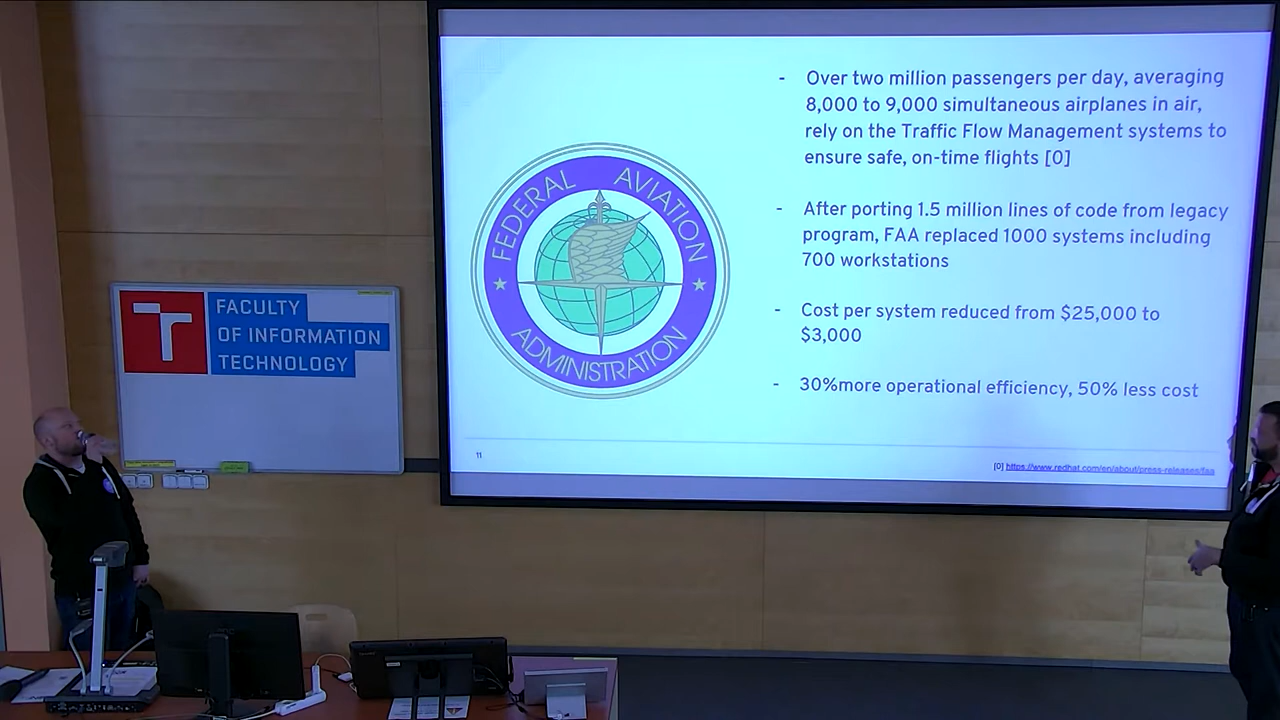 - Over two million passengers per day, averaging
8,000 to 9,000 simultaneous airplanes in air,
rely on the Traffic Flow Management systems to
ensure safe, on-time flights [0]
- After porting 1.5 million lines of code from legacy
program, FAA replaced 1000 systems including
700 workstations
- Cost per system reduced from $25,000 to
$3,000
- 30%more operational efficiency, 50% less cost
FEDERAL AVIATION
ADMINISTRATION
11
[0] https://www.redhat.com/en/about/press-releases/faa
FACULTY
OF INFORMATION
TECHNOLOGY